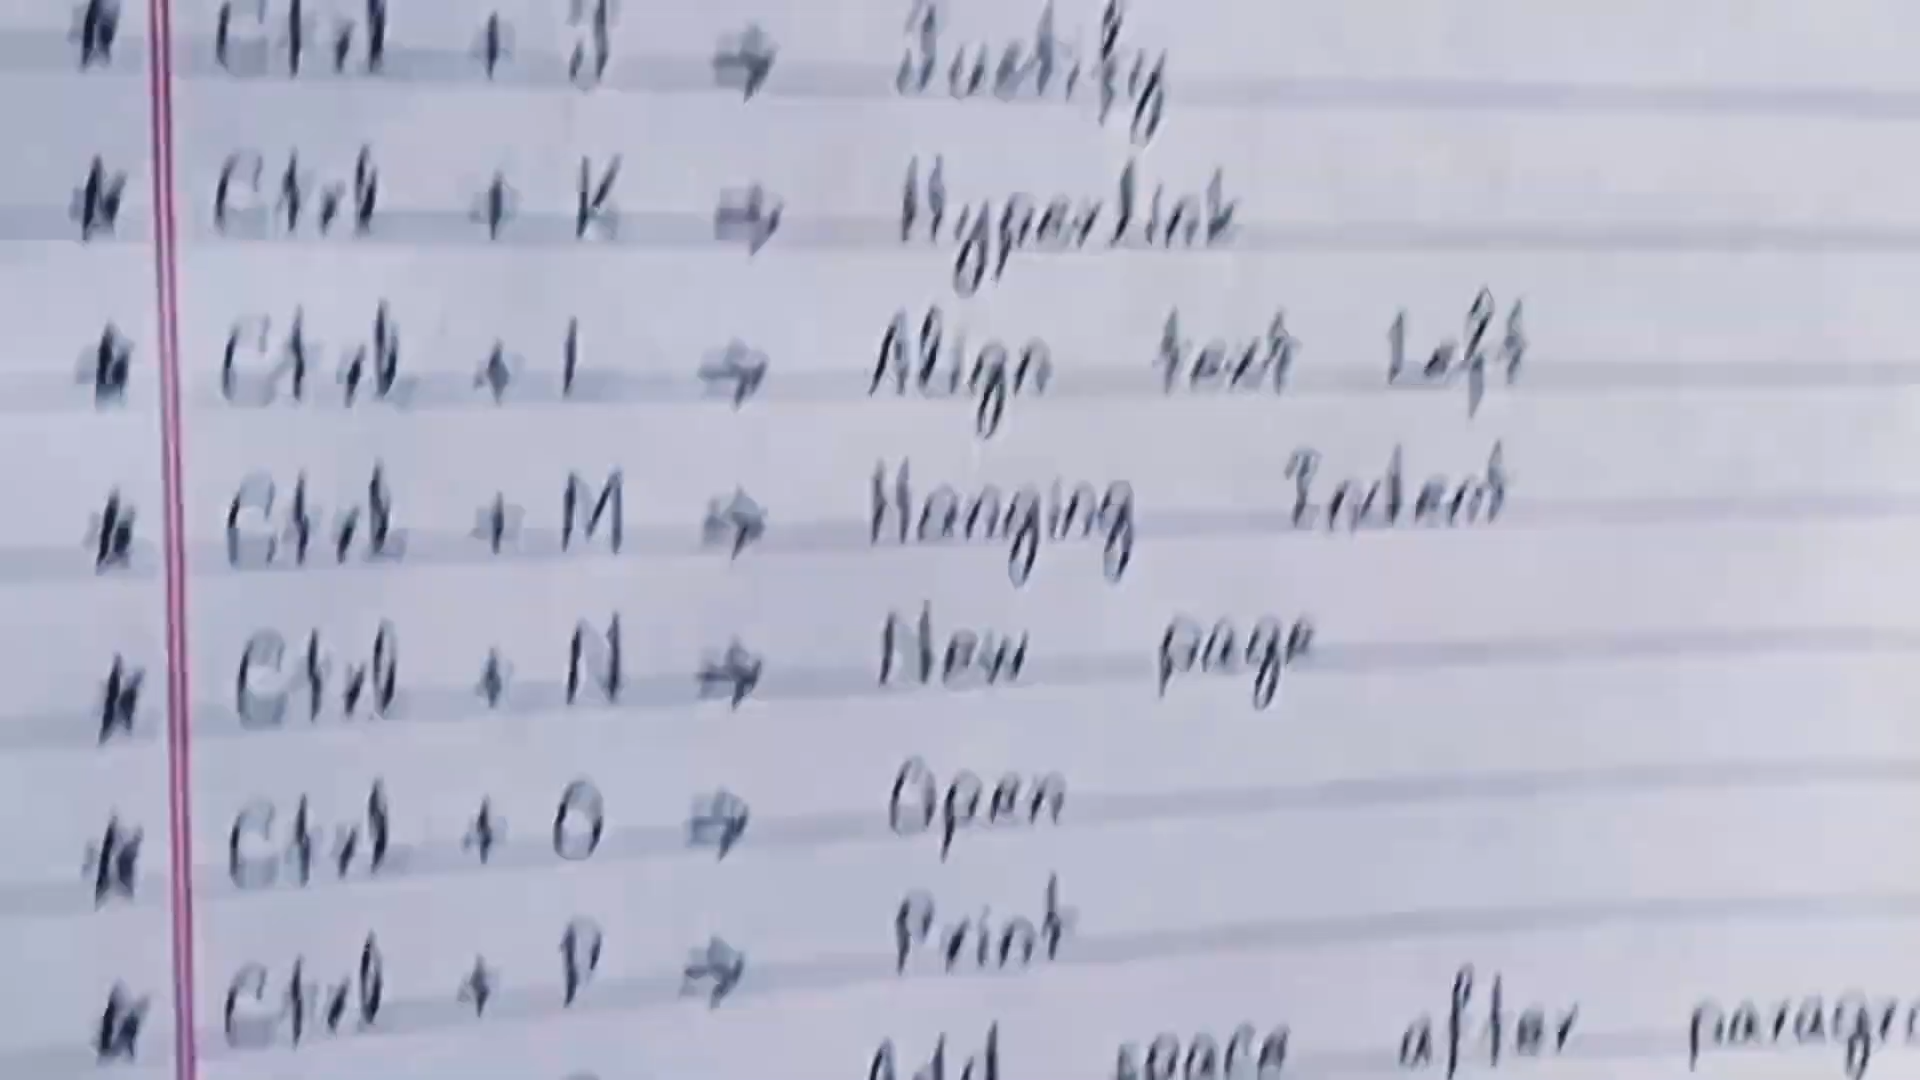 * Ctrl + J ⇒ Justify
* Ctrl + K ⇒ Hyperlink
* Ctrl + L ⇒ Align text Left
* Ctrl + M ⇒ Hanging Indent
* Ctrl + N ⇒ New page
* Ctrl + O ⇒ Open
* Ctrl + P ⇒ Print
Add space after